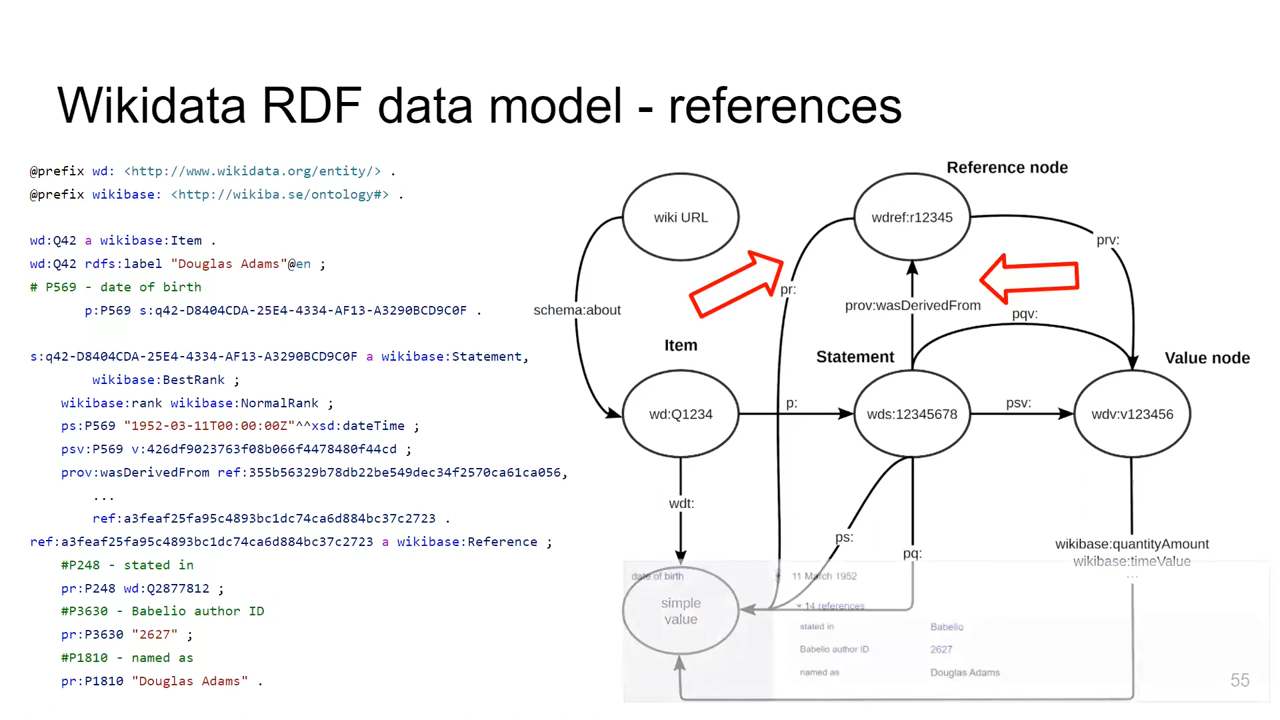 Wikidata RDF data model - references
@prefix wd: <http://www.wikidata.org/entity/> .
@prefix wikibase: <http://wikiba.se/ontology#> .
wd:Q42 a wikibase:Item .
wd:Q42 rdfs:label "Douglas Adams"@en ;
# P569 - date of birth
p:P569 s:q42-D8404CDA-25E4-4334-AF13-A3290BCD9C0F .
s:q42-D8404CDA-25E4-4334-AF13-A3290BCD9C0F a wikibase:Statement,
wikibase:BestRank ;
wikibase:rank wikibase:NormalRank ;
ps:P569 "1952-03-11T00:00:00Z"^^xsd:dateTime ;
psv:P569 v:426df9023763f08b066f4478480f44cd ;
prov:wasDerivedFrom ref:355b56329b78db22be549dec34f2570ca61ca056,
...
ref:a3feaf25fa95c4893bc1dc74ca6d884bc37c2723 .
ref:a3feaf25fa95c4893bc1dc74ca6d884bc37c2723 a wikibase:Reference ;
#P248 - stated in
pr:P248 wd:Q2877812 ;
#P3630 - Babelio author ID
pr:P3630 "2627" ;
#P1810 - named as
pr:P1810 "Douglas Adams" .
Reference node
wiki URL
wdref:r12345
prv:
pr:
schema:about
prov:wasDerivedFrom
pqv:
Item
Statement
Value node
wd:Q1234
p:
wds:12345678
psv:
wdv:v123456
wdt:
ps:
pq:
wikibase:quantityAmount
wikibase:timeValue
...
simple
value
date of birth
11 March 1952
14 references
stated in
Babelio
Babelio author ID
2627
named as
Douglas Adams
55